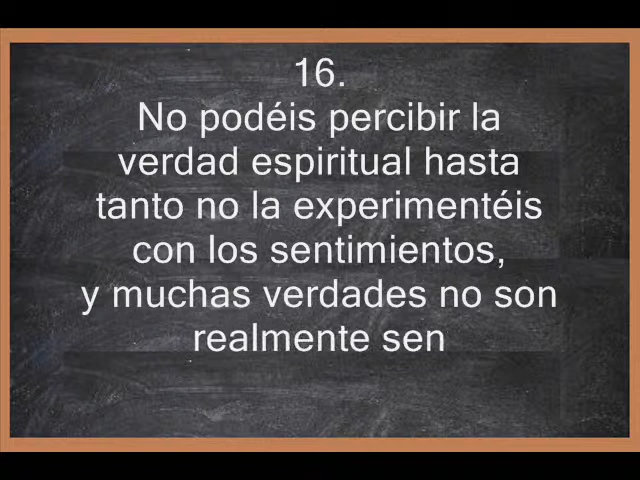 16.
No podéis percibir la
verdad espiritual hasta
tanto no la experimentéis
con los sentimientos,
y muchas verdades no son
realmente sen